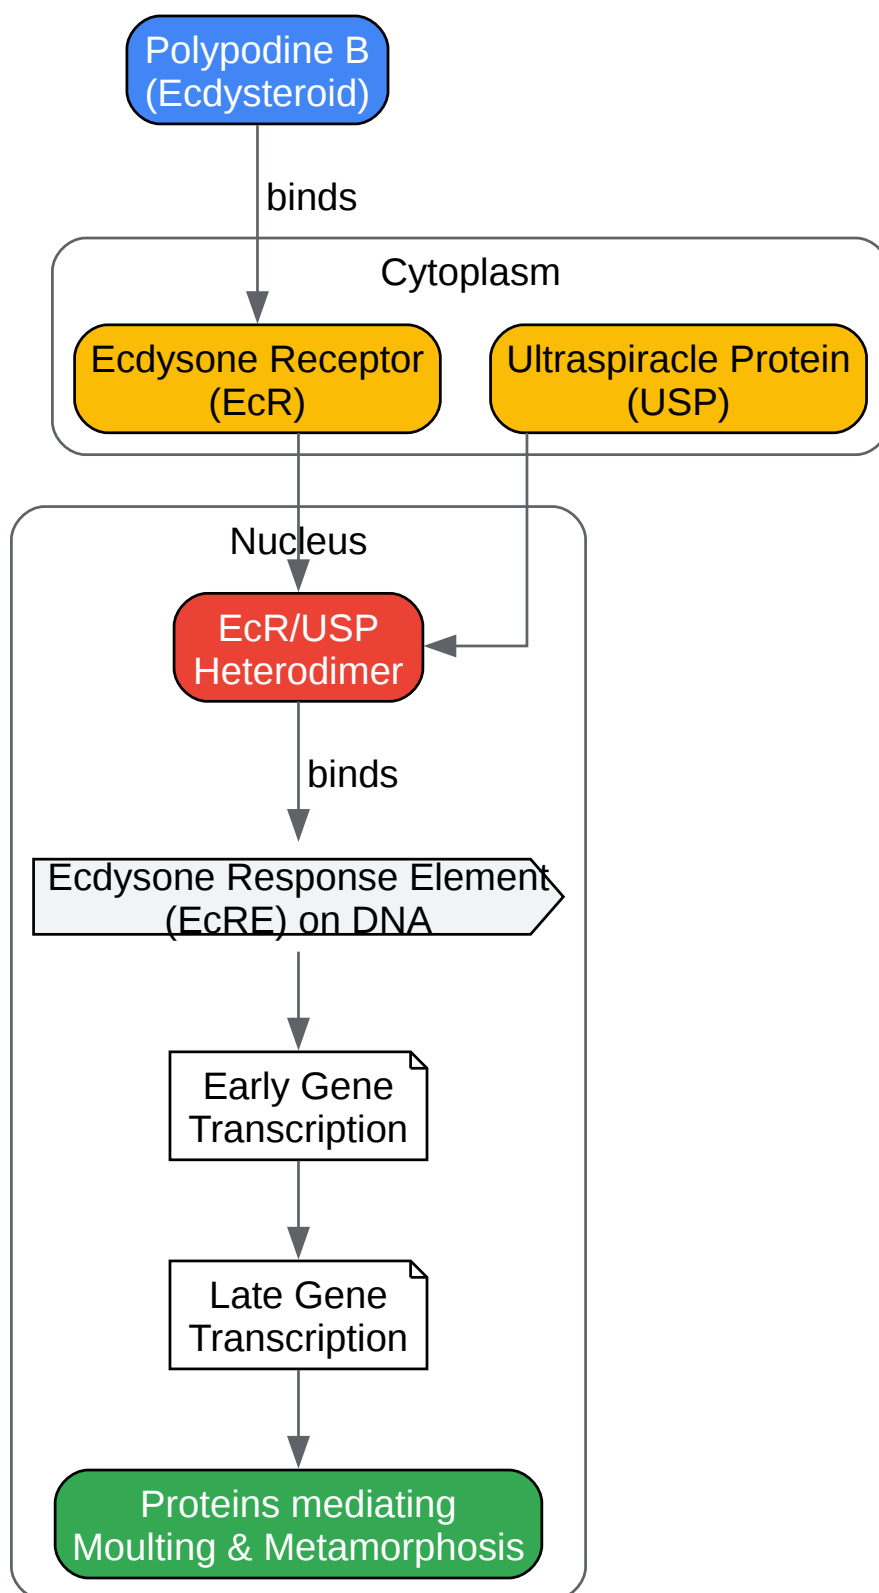 Polypodine B
(Ecdysteroid)
binds
Cytoplasm
Ecdysone Receptor
(EcR)
Ultraspiracle Protein
(USP)
Nucleus
EcR/USP
Heterodimer
binds
Ecdysone Response Element
(EcRE) on DNA
Early Gene
Transcription
Late Gene
Transcription
Proteins mediating
Moulting & Metamorphosis